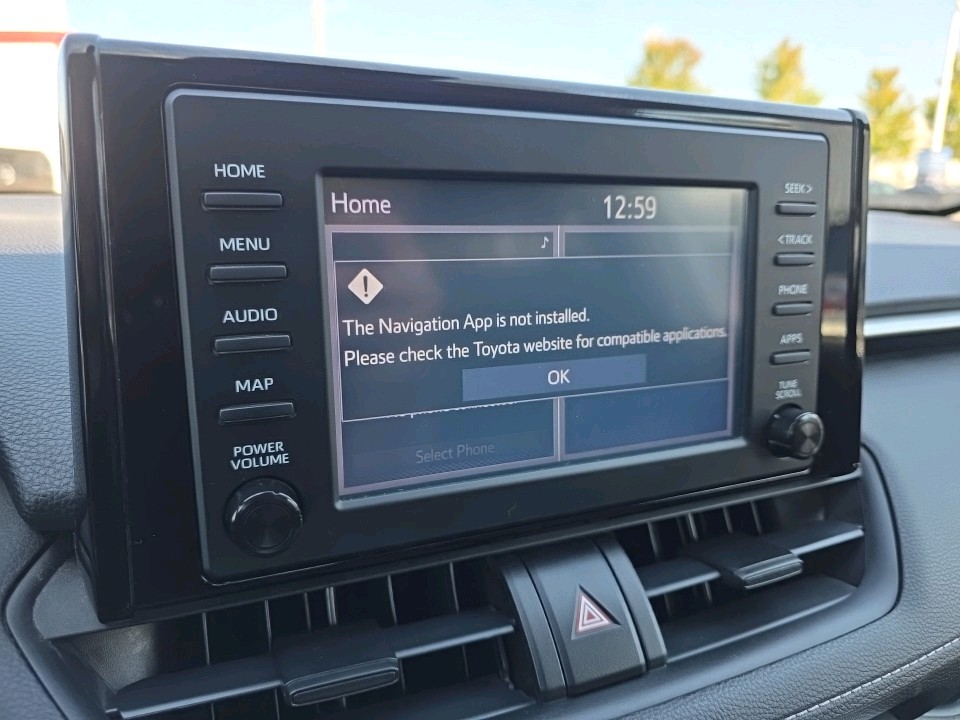 HOME
MENU
AUDIO
MAP
POWER
VOLUME
Home
12:59
The Navigation App is not installed.
Please check the Toyota website for compatible applications.
OK
Select Phone
SEEK >
< TRACK
PHONE
APPS
TUNE
SCROLL